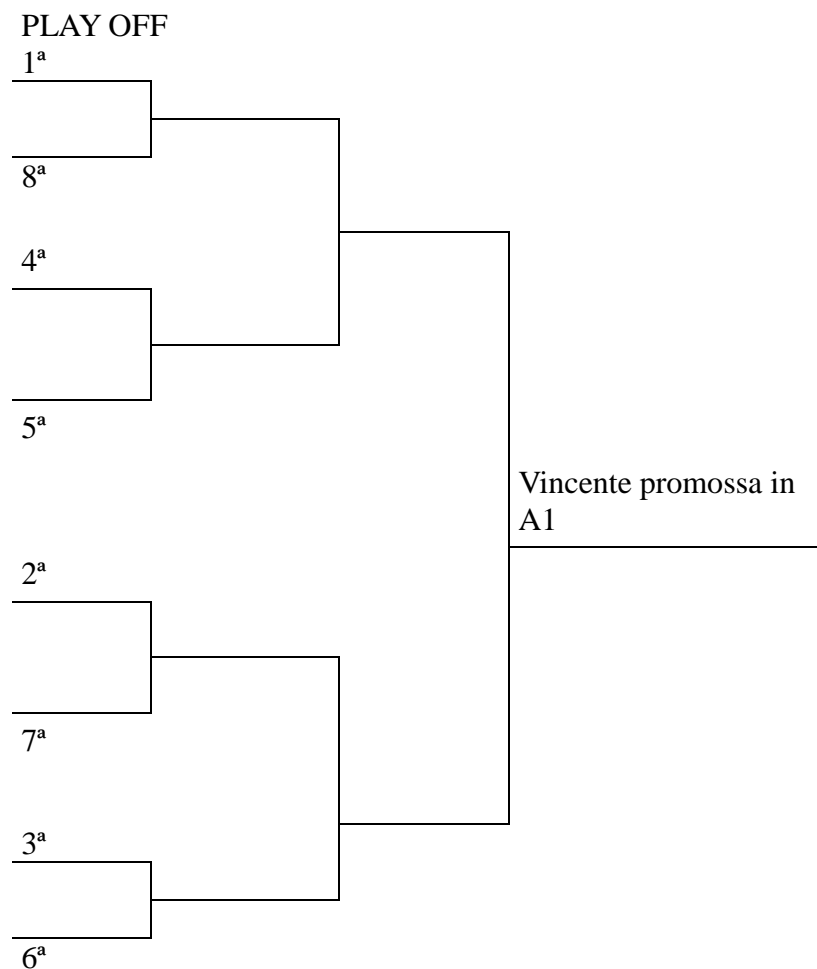 PLAY OFF
1ª
8ª
4ª
5ª
Vincente promossa in
A1
2ª
7ª
3ª
6ª